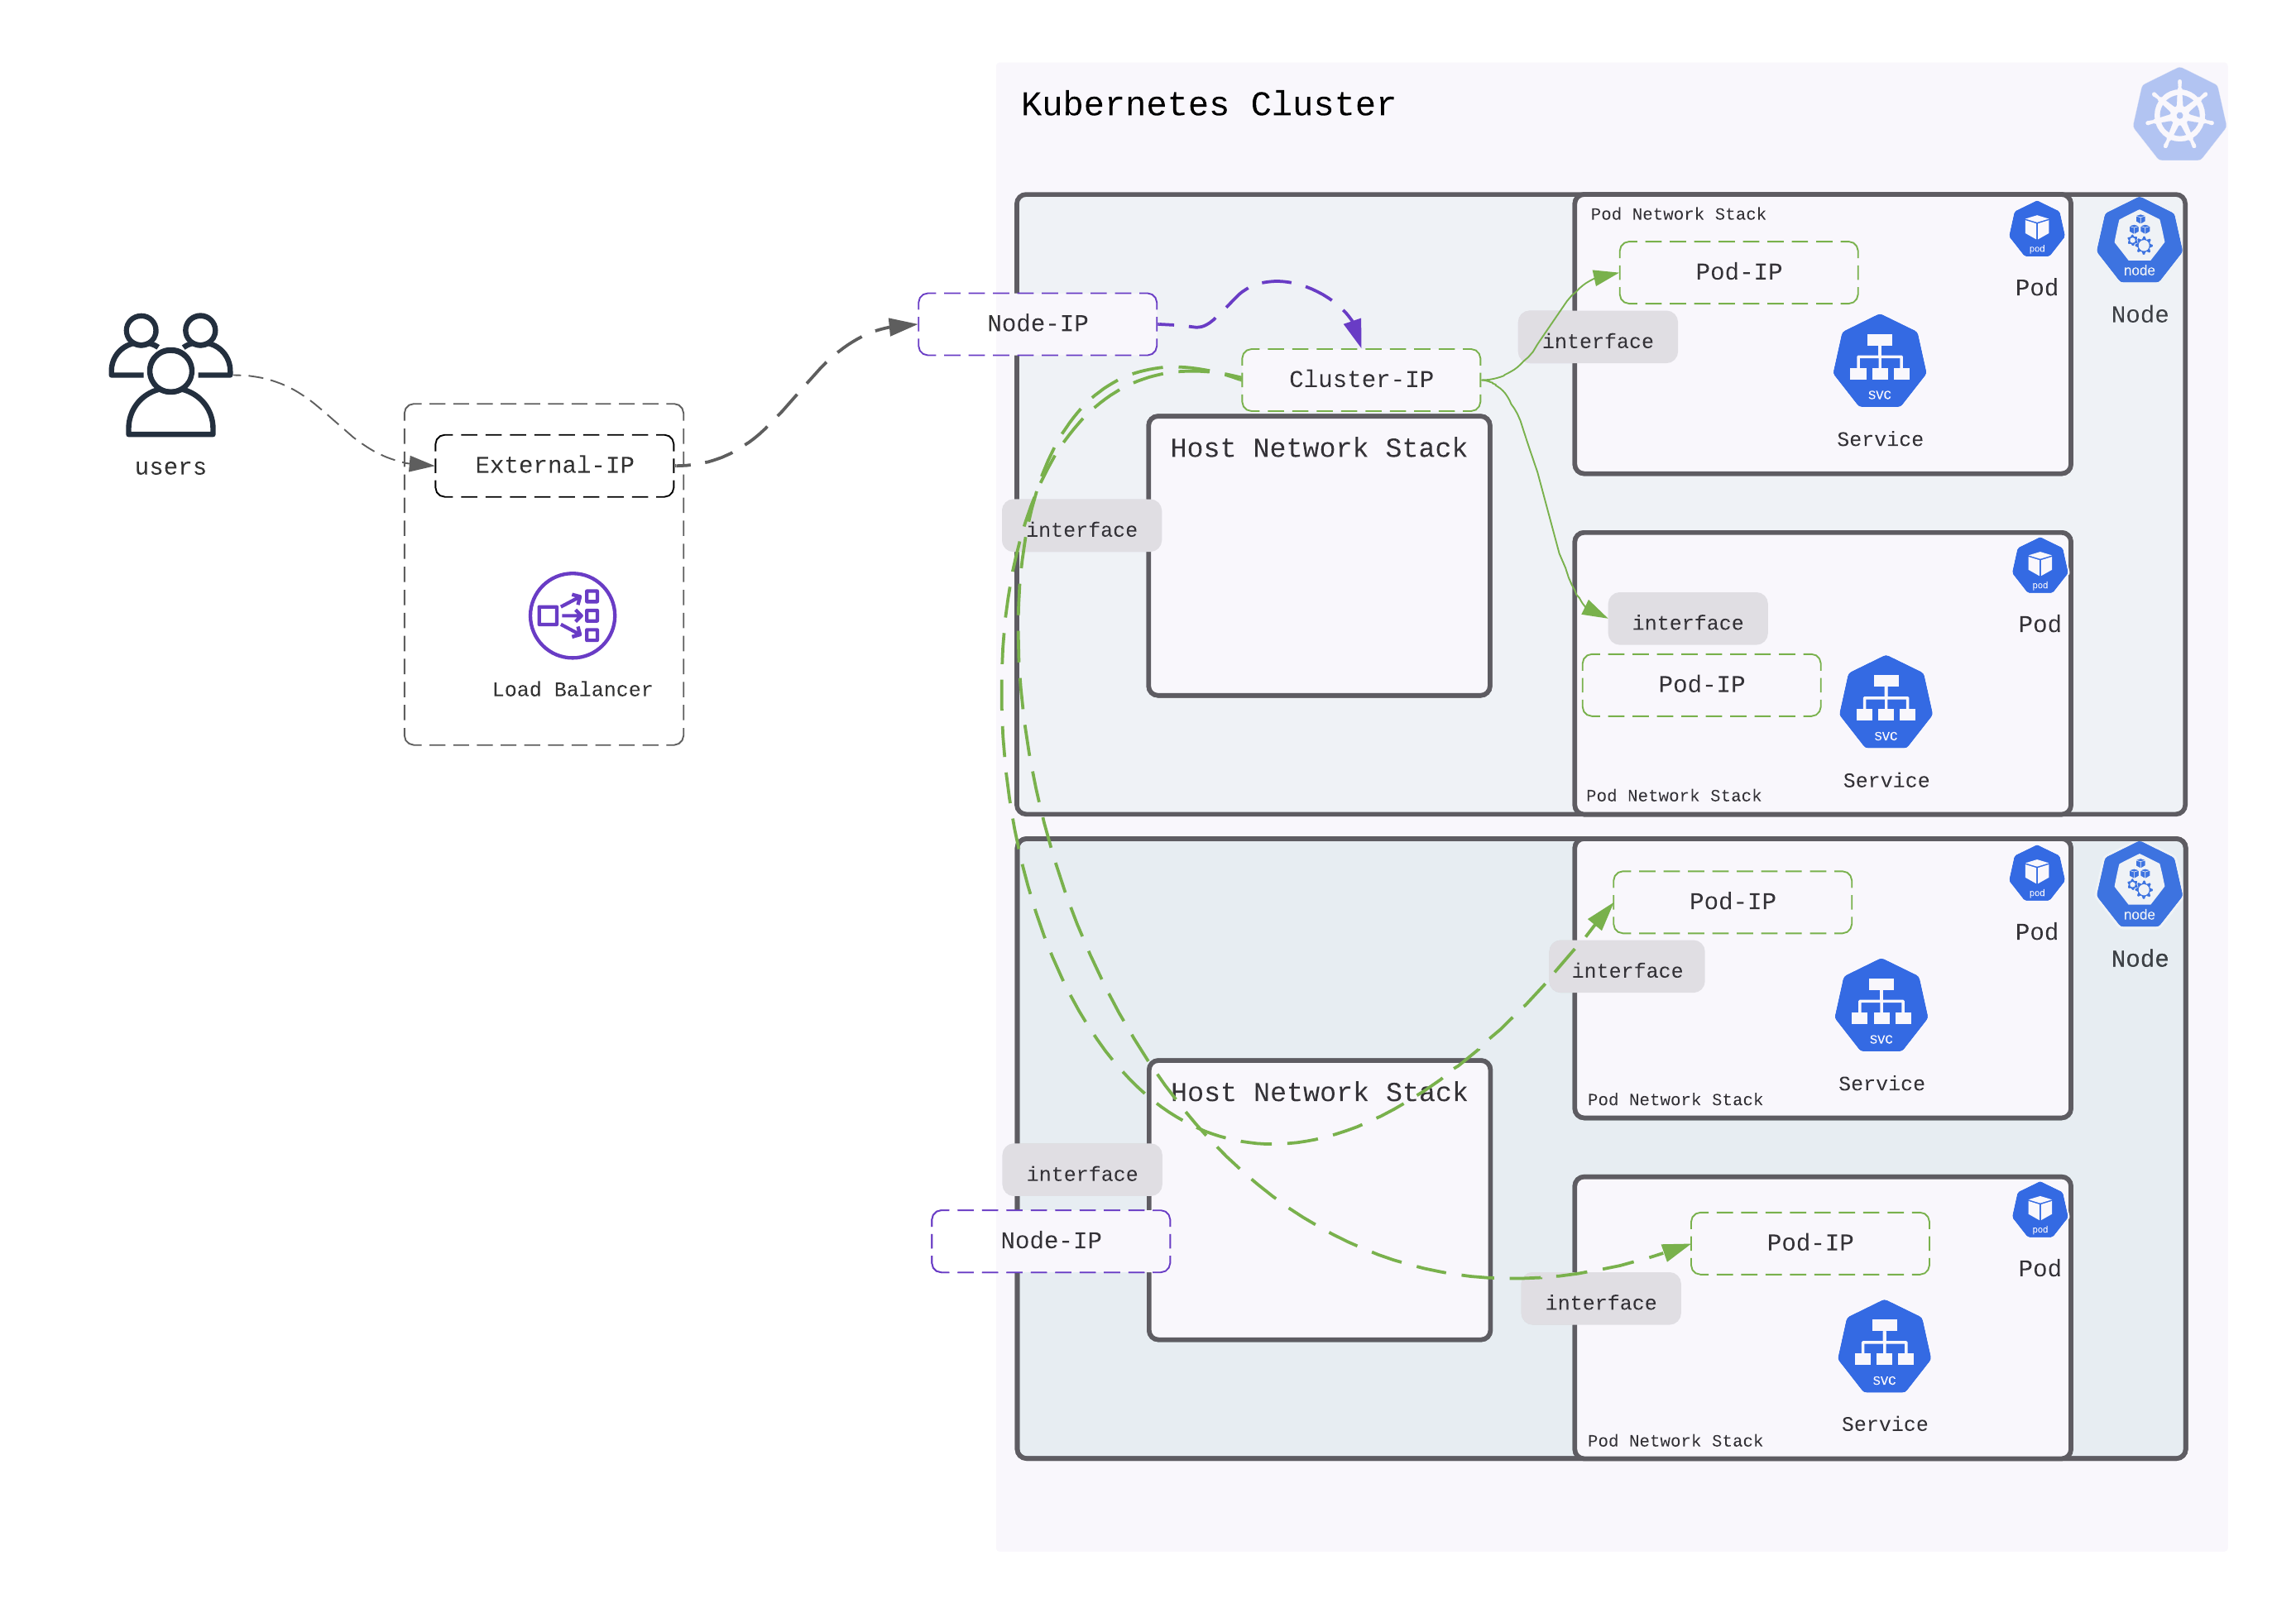 Kubernetes Cluster
users
External-IP
Load Balancer
Node-IP
Cluster-IP
Host Network Stack
interface
Pod Network Stack
Pod-IP
interface
svc
Service
pod
Pod
node
Node
interface
Pod-IP
svc
Service
Pod Network Stack
pod
Pod
Host Network Stack
interface
Node-IP
Pod-IP
interface
svc
Service
Pod Network Stack
pod
Pod
node
Node
Pod-IP
interface
svc
Service
Pod Network Stack
pod
Pod